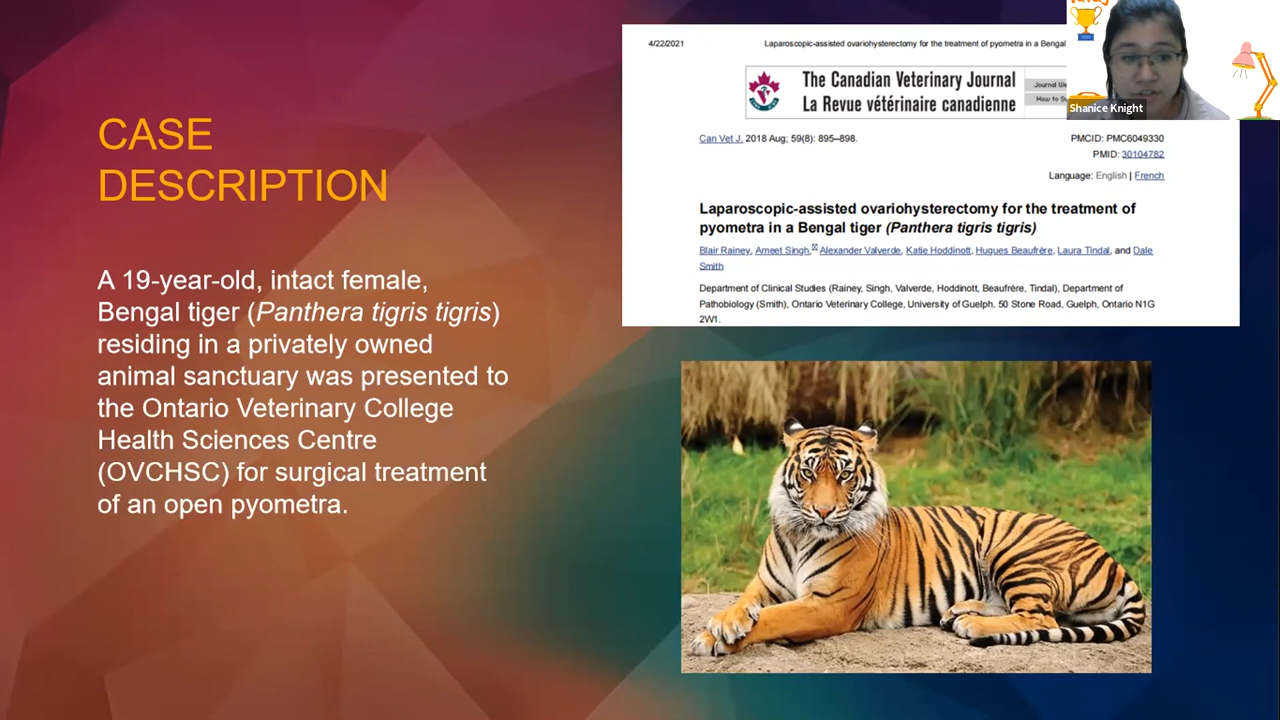 CASE
DESCRIPTION
A 19-year-old, intact female,
Bengal tiger (Panthera tigris tigris)
residing in a privately owned
animal sanctuary was presented to
the Ontario Veterinary College
Health Sciences Centre
(OVCHSC) for surgical treatment
of an open pyometra.
4/22/2021
Laparoscopic-assisted ovariohysterectomy for the treatment of pyometra in a Bengal
The Canadian Veterinary Journal
La Revue vétérinaire canadienne
Journal
How to
Shanice Knight
Can Vet J. 2018 Aug; 59(8): 895–898.
PMCID: PMC6049330
PMID: 30104782
Language: English | French
Laparoscopic-assisted ovariohysterectomy for the treatment of
pyometra in a Bengal tiger (Panthera tigris tigris)
Blair Rainey, Ameet Singh, Alexander Valverde, Katie Hoddinott, Hugues Beaufrère, Laura Tindal, and Dale
Smith
Department of Clinical Studies (Rainey, Singh, Valverde, Hoddinott, Beaufrère, Tindal), Department of
Pathobiology (Smith), Ontario Veterinary College, University of Guelph, 50 Stone Road, Guelph, Ontario N1G
2W1.